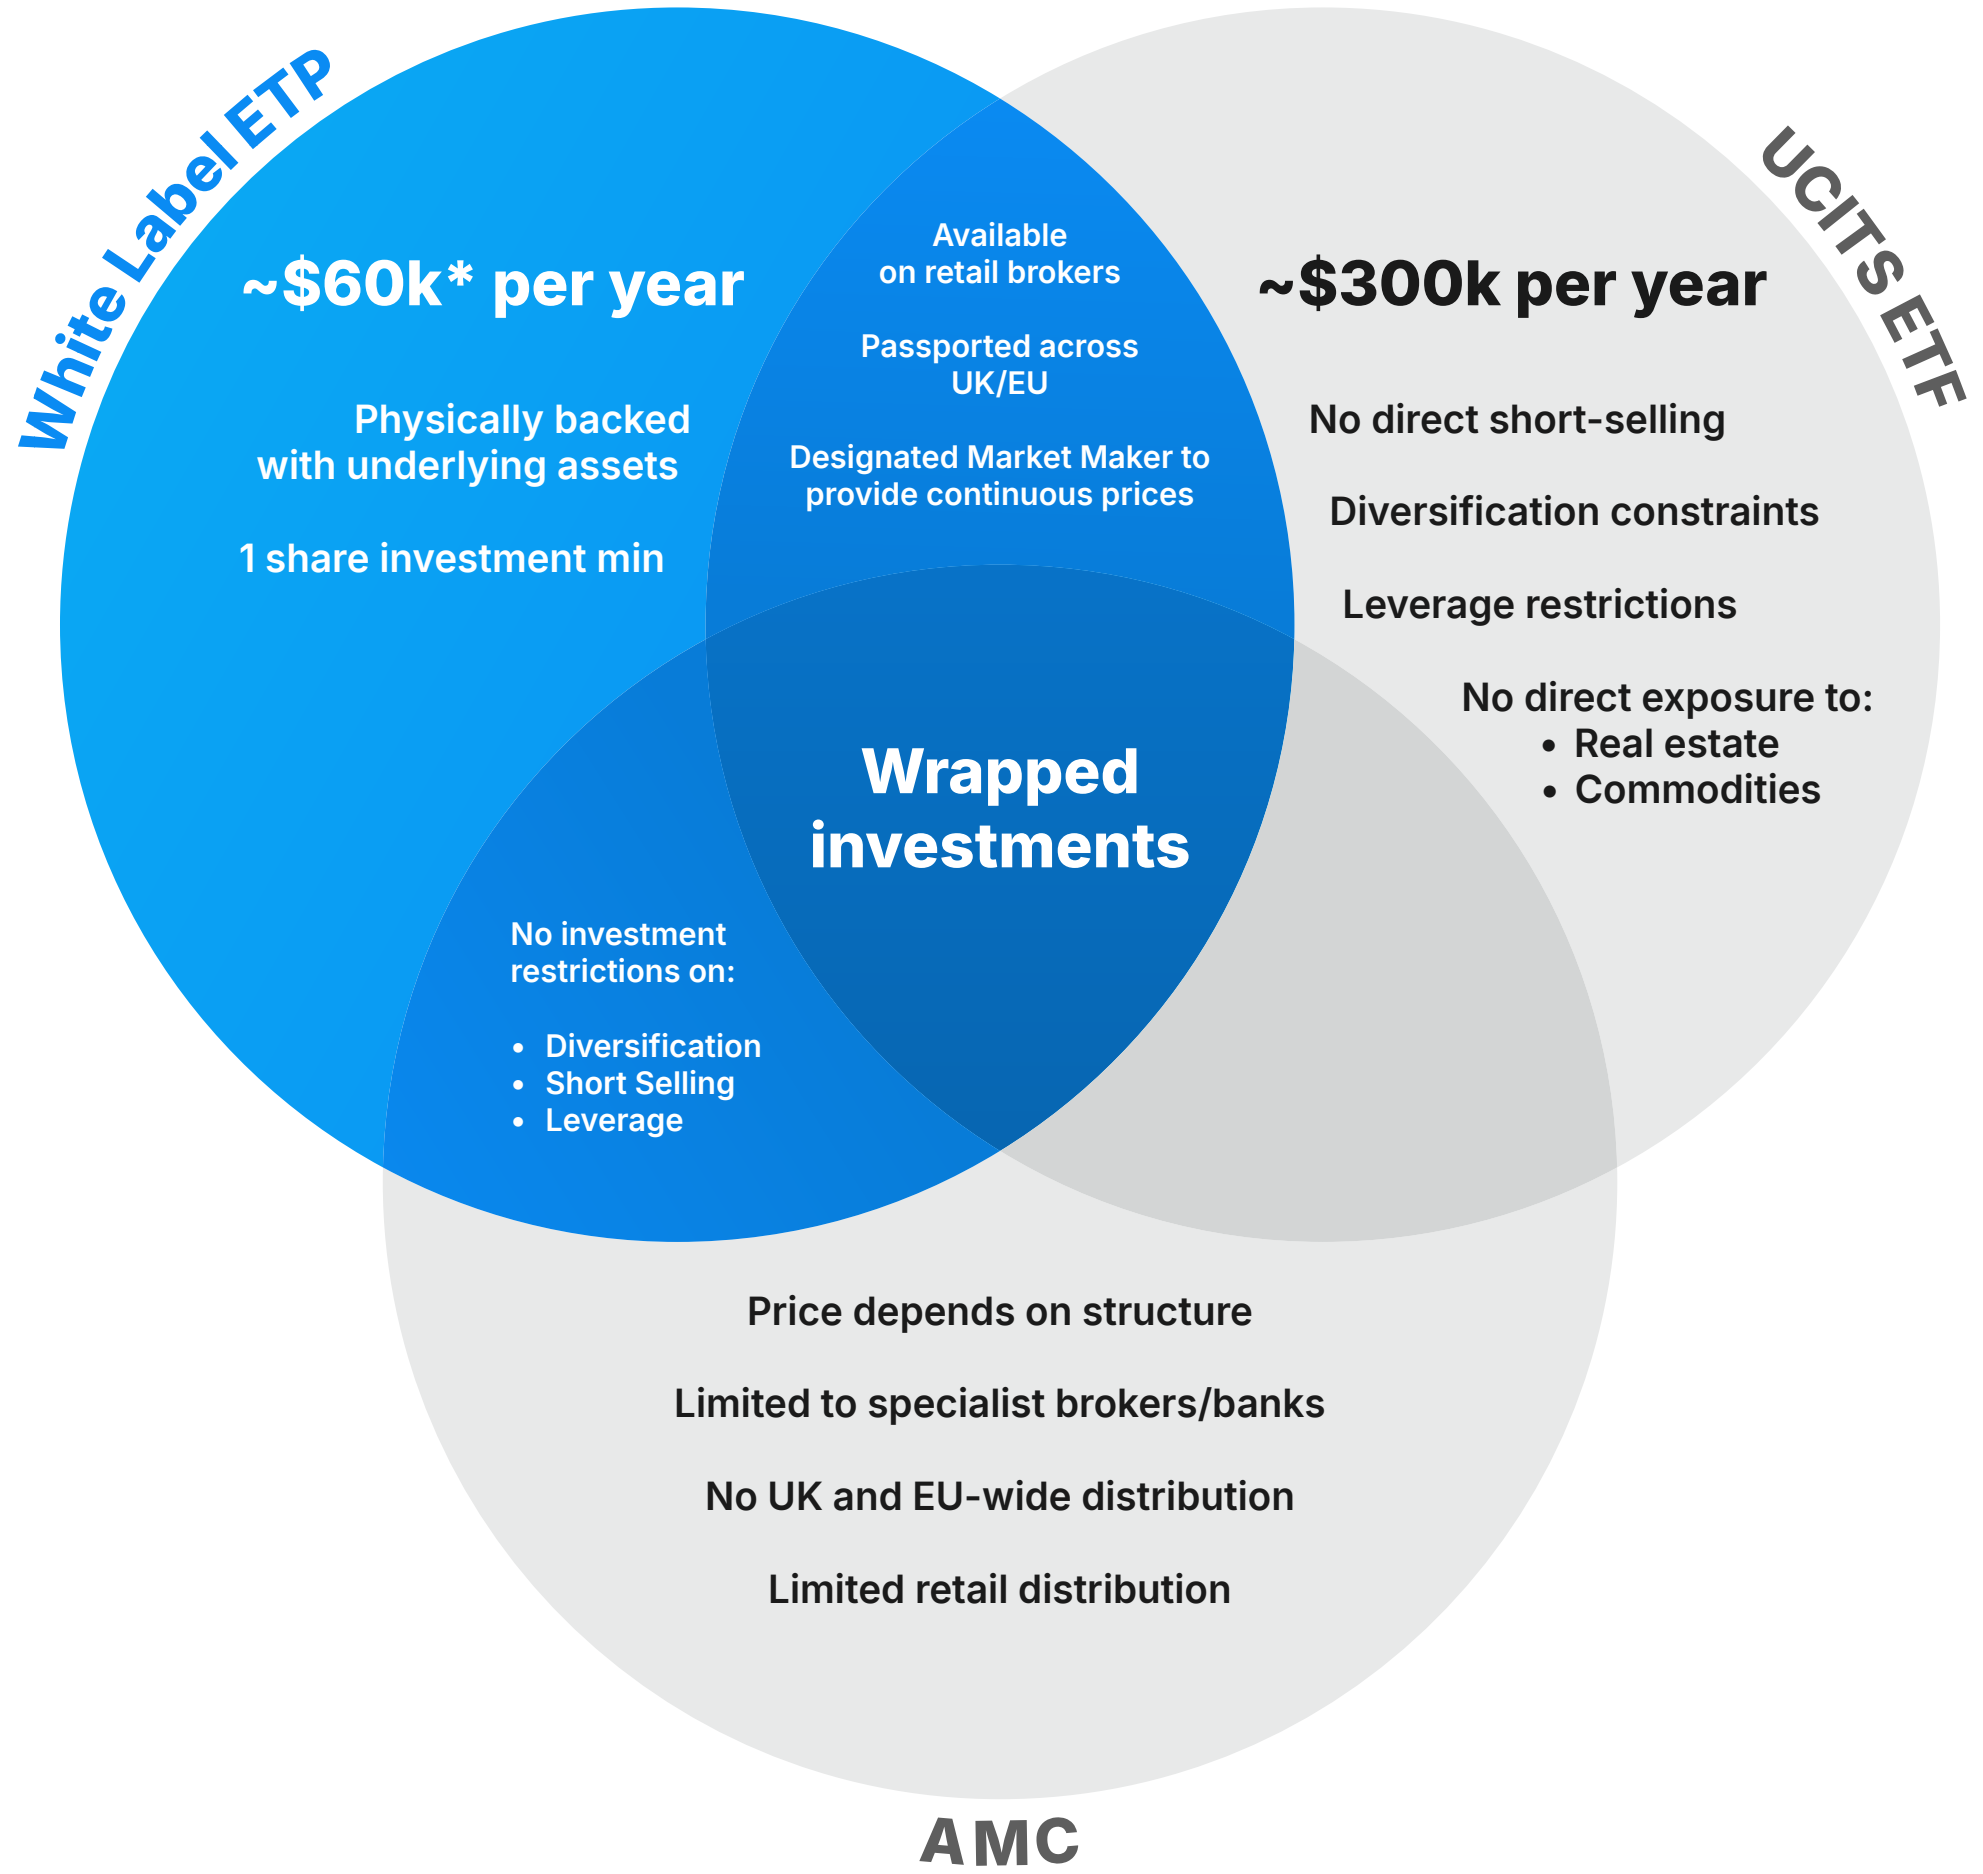 White Label ETP
~$60k* per year
Physically backed
with underlying assets
1 share investment min
Available
on retail brokers
Passported across
UK/EU
Designated Market Maker to
provide continuous prices
UCITS ETF
~$300k per year
No direct short-selling
Diversification constraints
Leverage restrictions
No direct exposure to:
• Real estate
• Commodities
Wrapped
investments
No investment
restrictions on:
• Diversification
• Short Selling
• Leverage
Price depends on structure
Limited to specialist brokers/banks
No UK and EU-wide distribution
Limited retail distribution
AMC